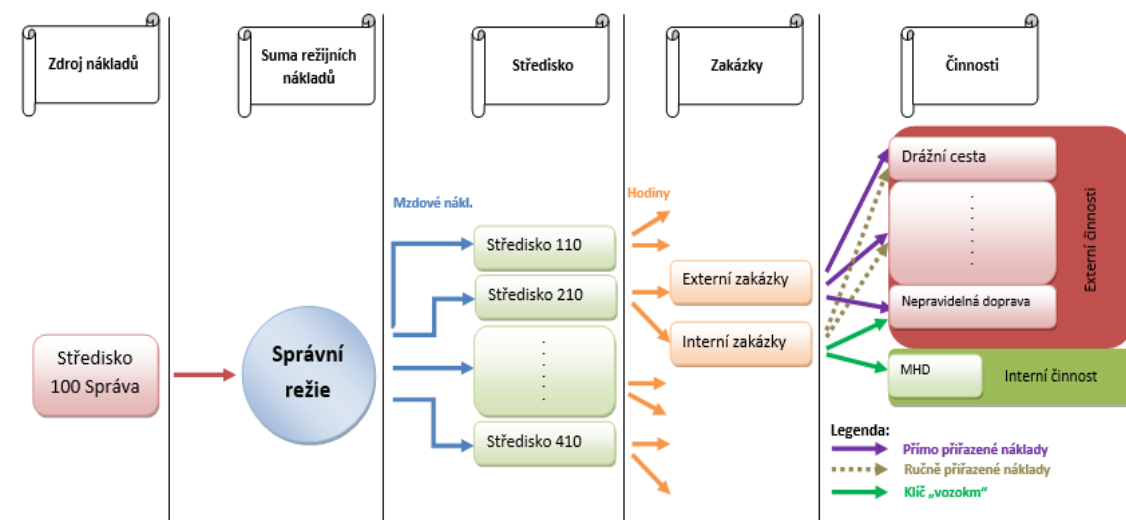 Zdroj nákladů
Suma režijních
nákladů
Středisko
Zakázky
Činnosti
Mzdové nákl.
Hodiny
Středisko
100 Správa
Správní
režie
Středisko 110
Středisko 210
Středisko 410
Externí zakázky
Interní zakázky
Drážní cesta
Nepravidelná doprava
Externí činnosti
MHD
Interní činnost
Legenda:
Přímo přiřazené náklady
Ručně přiřazené náklady
Klíč „vozokm“